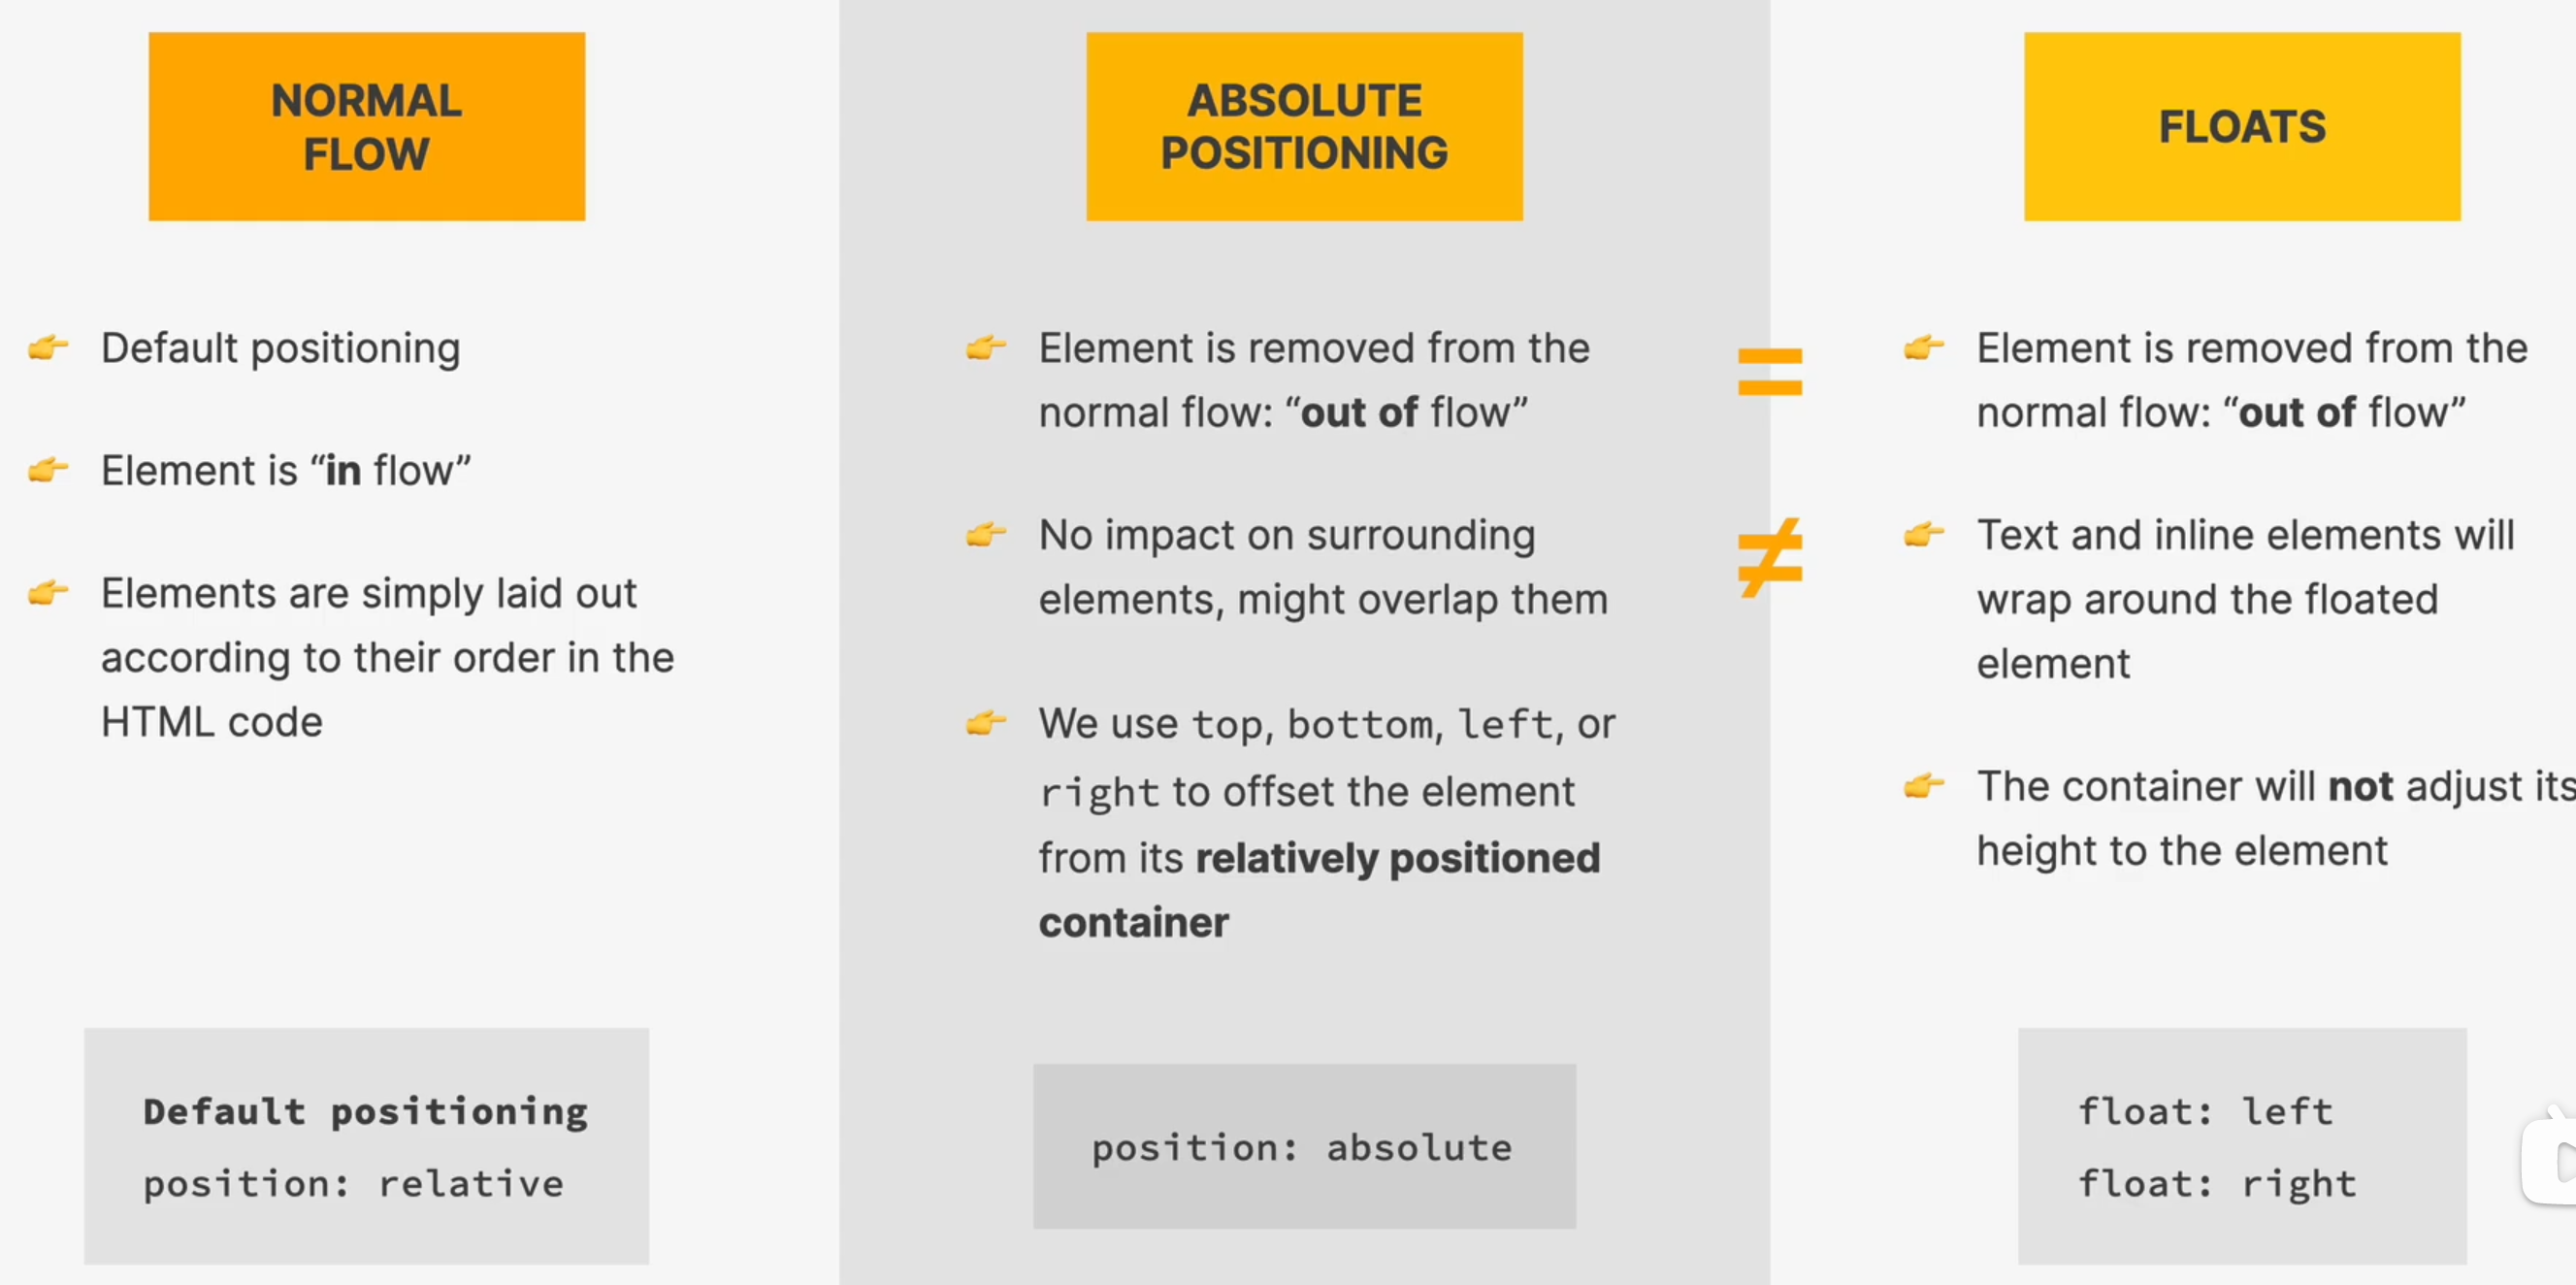 NORMAL
FLOW
Default positioning
Element is “in flow”
Elements are simply laid out
according to their order in the
HTML code
Default positioning
position: relative
ABSOLUTE
POSITIONING
Element is removed from the
normal flow: “out of flow”
No impact on surrounding
elements, might overlap them
We use top, bottom, left, or
right to offset the element
from its relatively positioned
container
position: absolute
=
≠
FLOATS
Element is removed from the
normal flow: “out of flow”
Text and inline elements will
wrap around the floated
element
The container will not adjust its
height to the element
float: left
float: right